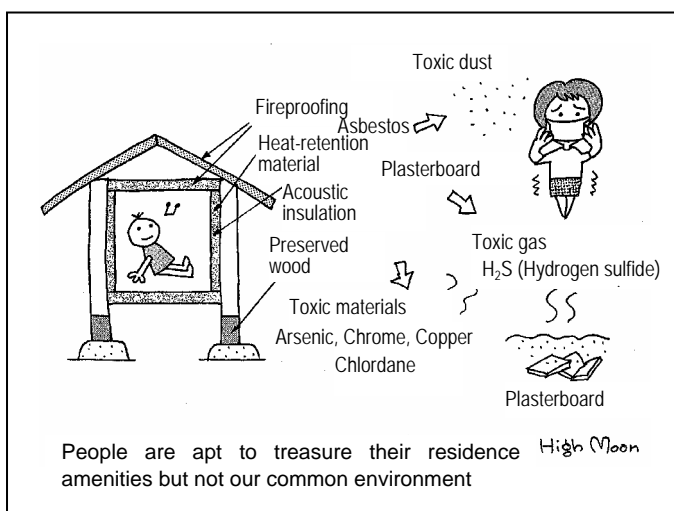 Toxic dust
Fireproofing
Asbestos
Heat-retention
material
Plasterboard
Acoustic
insulation
Preserved
wood
Toxic gas
H₂S (Hydrogen sulfide)
Toxic materials
Arsenic, Chrome, Copper
Chlordane
Plasterboard
People are apt to treasure their residence
amenities but not our common environment
High Moon